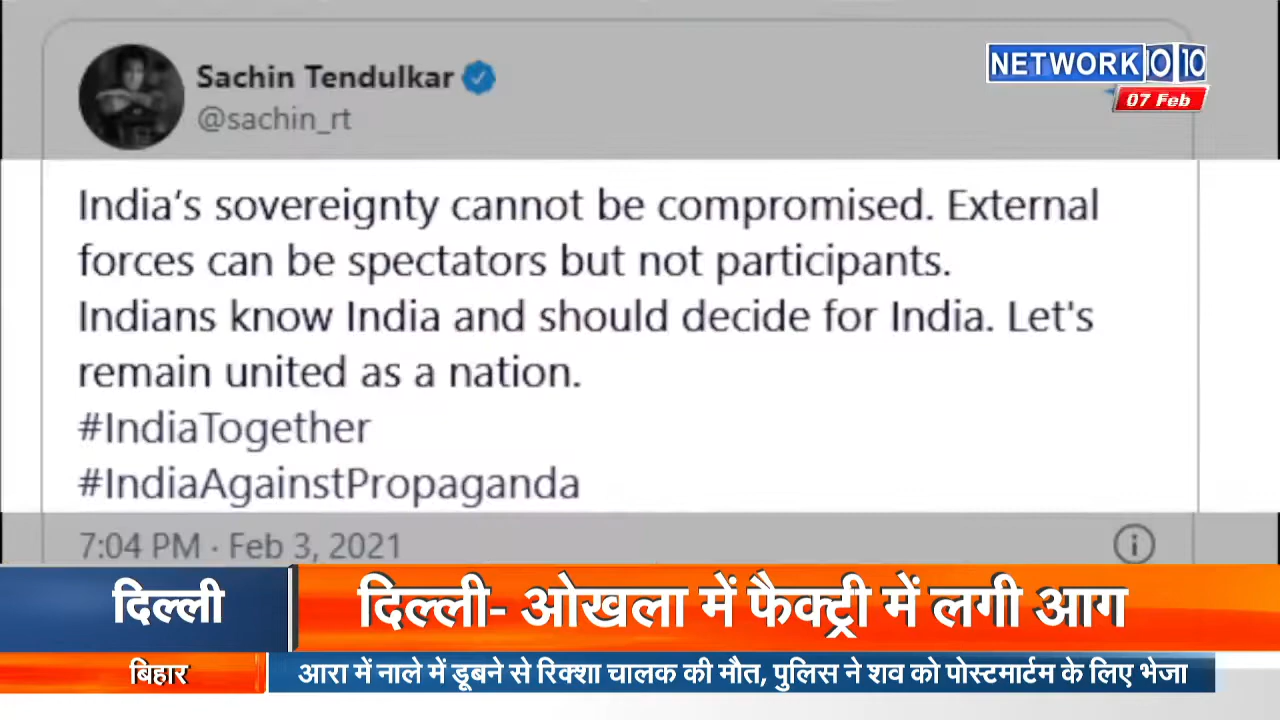 Sachin Tendulkar
@sachin_rt
NETWORK 10
07 Feb
India's sovereignty cannot be compromised. External
forces can be spectators but not participants.
Indians know India and should decide for India. Let's
remain united as a nation.
#IndiaTogether
#IndiaAgainstPropaganda
7:04 PM · Feb 3, 2021
दिल्ली
दिल्ली- ओखला में फैक्ट्री में लगी आग
बिहार
आरा में नाले में डूबने से रिक्शा चालक की मौत, पुलिस ने शव को पोस्टमार्टम के लिए भेजा